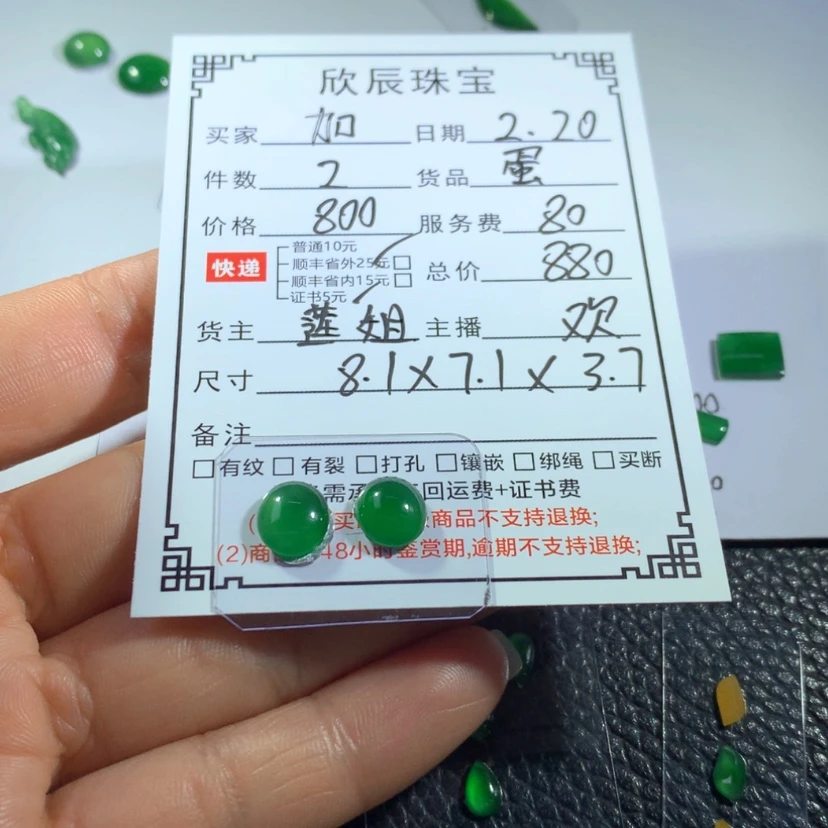 欣辰珠宝
买家 加 日期 2.20
件数 2 货品 蛋
价格 800 服务费 80
快递 普通10元
顺丰省外25元
顺丰省内15元
证书5元
总价 880
货主 莲姐 主播 欢
尺寸 8.1X7.1X3.7
备注
有纹 有裂 打孔 镶嵌 绑绳 买断
需承 回运费+证书费
买 商品不支持退换;
(2)商 48小时鉴赏期,逾期不支持退换;